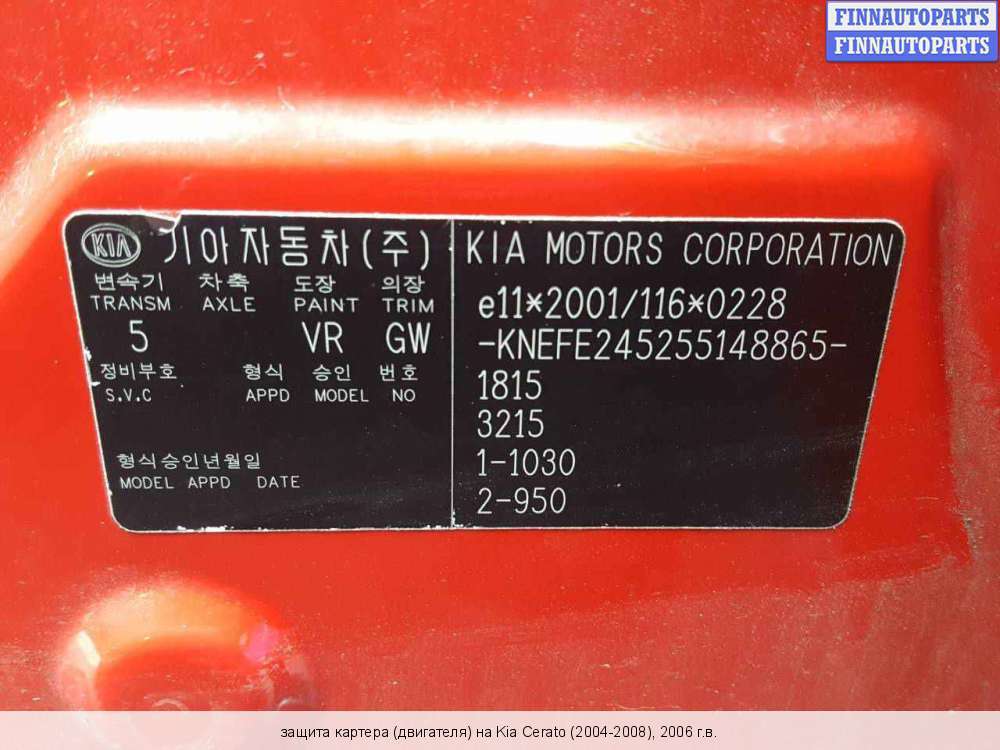 FINNAUTOPARTS
FINNAUTOPARTS
KIA 기아자동차(주)
변속기 차축 도장 의장
TRANSM AXLE PAINT TRIM
5 VR GW
정비부호 형식 승인 번호
S.V.C APPD MODEL NO
형식승인년월일
MODEL APPD DATE
KIA MOTORS CORPORATION
e11*2001/116*0228
-KNEFE245255148865-
1815
3215
1-1030
2-950
защита картера (двигателя) на Kia Cerato (2004-2008), 2006 г.в.